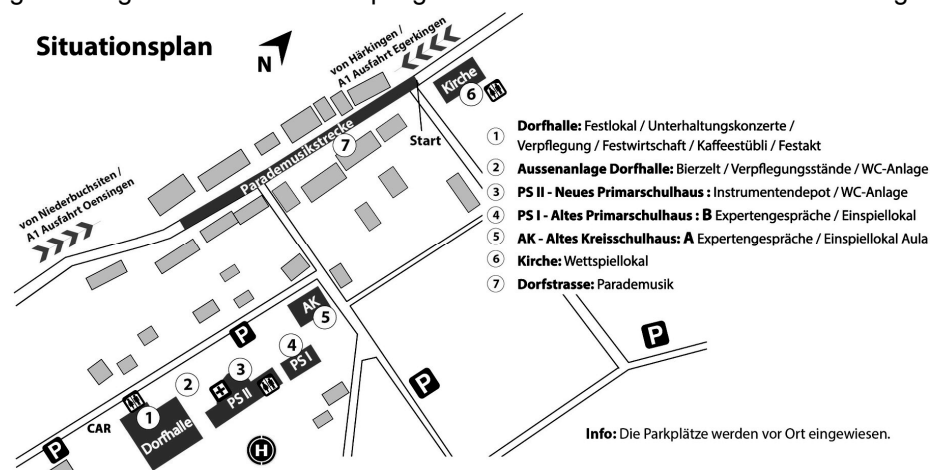 Situationsplan
N
von Härkingen /
A1 Ausfahrt Egerkingen
Kirche
6
Start
Parademusikstrecke
7
von Niederbuchsiten /
A1 Ausfahrt Oensingen
1 Dorfhalle: Festlokal / Unterhaltungskonzerte /
Verpflegung / Festwirtschaft / Kaffeestübli / Festakt
2 Aussenanlage Dorfhalle: Bierzelt / Verpflegungsstände / WC-Anlage
3 PS II - Neues Primarschulhaus : Instrumentendepot / WC-Anlage
4 PS I - Altes Primarschulhaus : B Expertengespräche / Einspiellokal
5 AK - Altes Kreisschulhaus: A Expertengespräche / Einspiellokal Aula
6 Kirche: Wettspiellokal
7 Dorfstrasse: Parademusik
AK
5
P
P
4
PS I
3
PS II
2
P
1
CAR
Dorfhalle
P
H
Info: Die Parkplätze werden vor Ort eingewiesen.